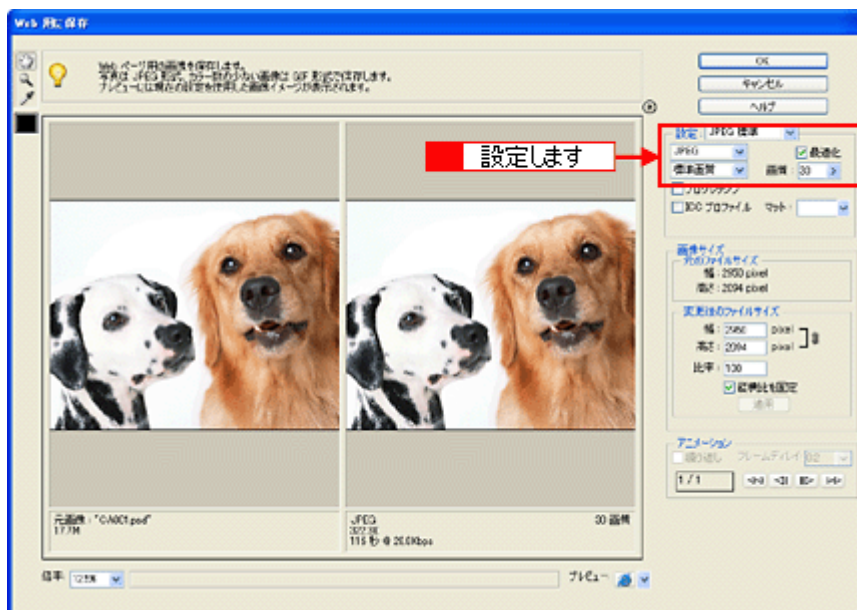 Web 用に保存
Web ページ用の画像を保存します。
写真は JPEG 形式、カラー数の少ない画像は GIF 形式で保存します。
プレビューには現在の設定を使用した画像イメージが表示されます。
OK
キャンセル
ヘルプ
設定: JPEG 標準
JPEG
最適化
標準画質
画質: 30
設定します
プログレッシブ
ICC プロファイル マット:
画像サイズ
元のファイルサイズ
幅: 2950 pixel
高さ: 2094 pixel
変更後のファイルサイズ
幅: 2950 pixel
高さ: 2094 pixel
比率: 100
縦横比を固定
適用
アニメーション
繰り返し フレームディレイ 0.2
1 / 1
元画像: "CA001.psd"
17.7M
JPEG
30 画質
115 秒 @ 28.8Kbps
倍率: 12.5%
プレビュー: